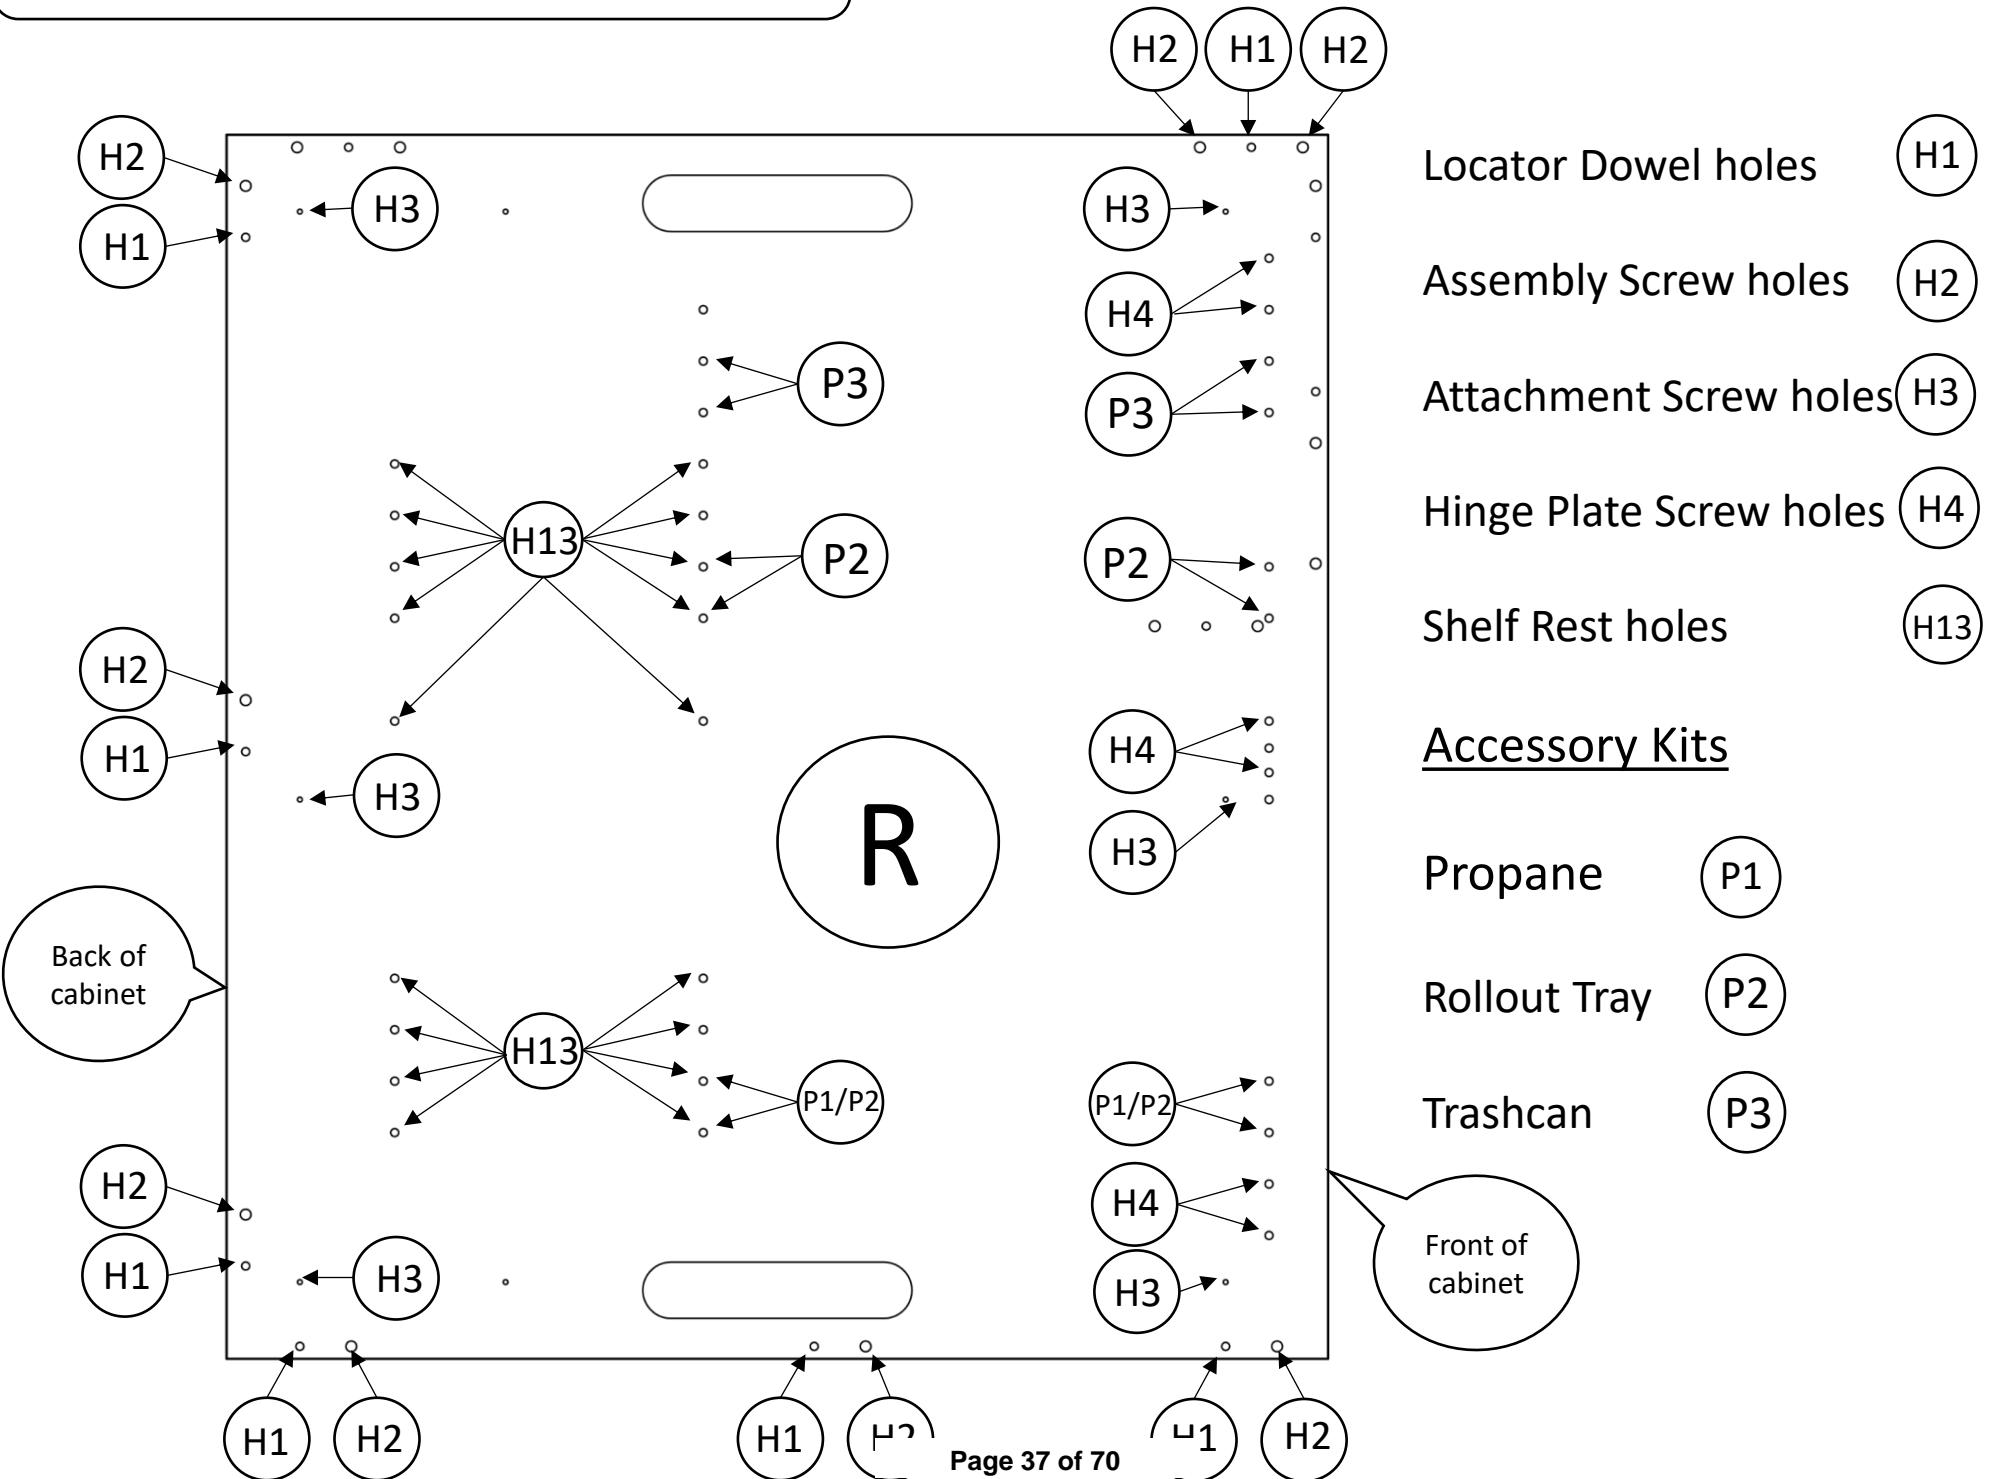 H2 H1 H2
H2
H1
H3
H3
H4
P3
P3
H13
P2
P2
H2
H1
H3
H4
H3
R
Back of
cabinet
H13
P1/P2
P1/P2
H2
H1
H3
H4
H3
Front of
cabinet
H1 H2 H1 H2 H1 H2
Locator Dowel holes H1
Assembly Screw holes H2
Attachment Screw holes H3
Hinge Plate Screw holes H4
Shelf Rest holes H13
Accessory Kits
Propane P1
Rollout Tray P2
Trashcan P3
Page 37 of 70